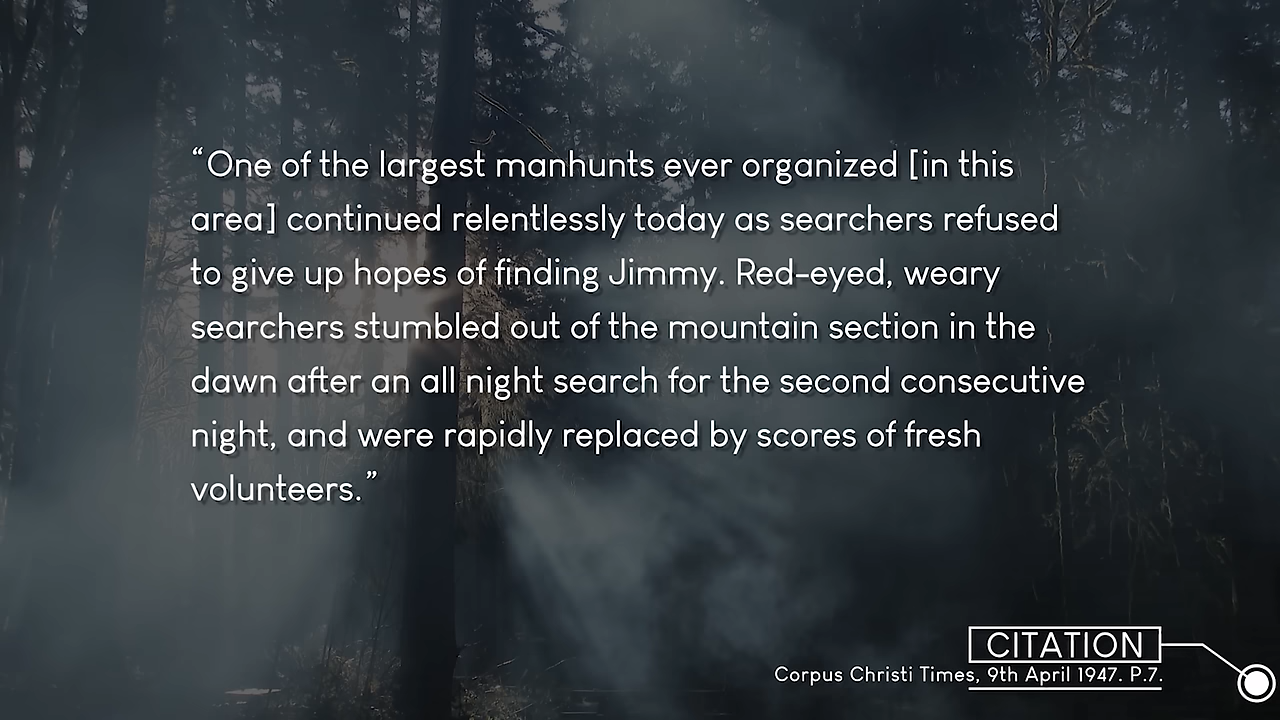 “One of the largest manhunts ever organized [in this
area] continued relentlessly today as searchers refused
to give up hopes of finding Jimmy. Red-eyed, weary
searchers stumbled out of the mountain section in the
dawn after an all night search for the second consecutive
night, and were rapidly replaced by scores of fresh
volunteers.”
CITATION
Corpus Christi Times, 9th April 1947. P.7.